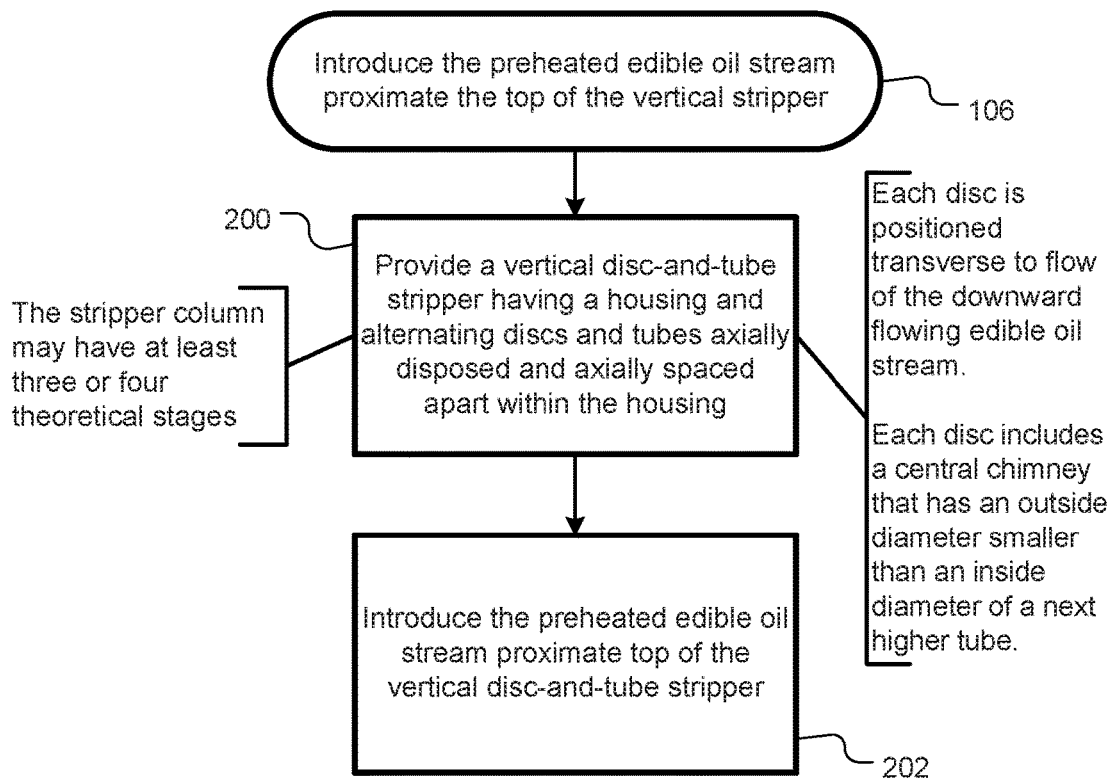 Introduce the preheated edible oil stream
proximate the top of the vertical stripper
106
200
Provide a vertical disc-and-tube
stripper having a housing and
alternating discs and tubes axially
disposed and axially spaced
apart within the housing
The stripper column
may have at least
three or four
theoretical stages
Each disc is
positioned
transverse to flow
of the downward
flowing edible oil
stream.
Each disc includes
a central chimney
that has an outside
diameter smaller
than an inside
diameter of a next
higher tube.
Introduce the preheated edible oil
stream proximate top of the
vertical disc-and-tube stripper
202